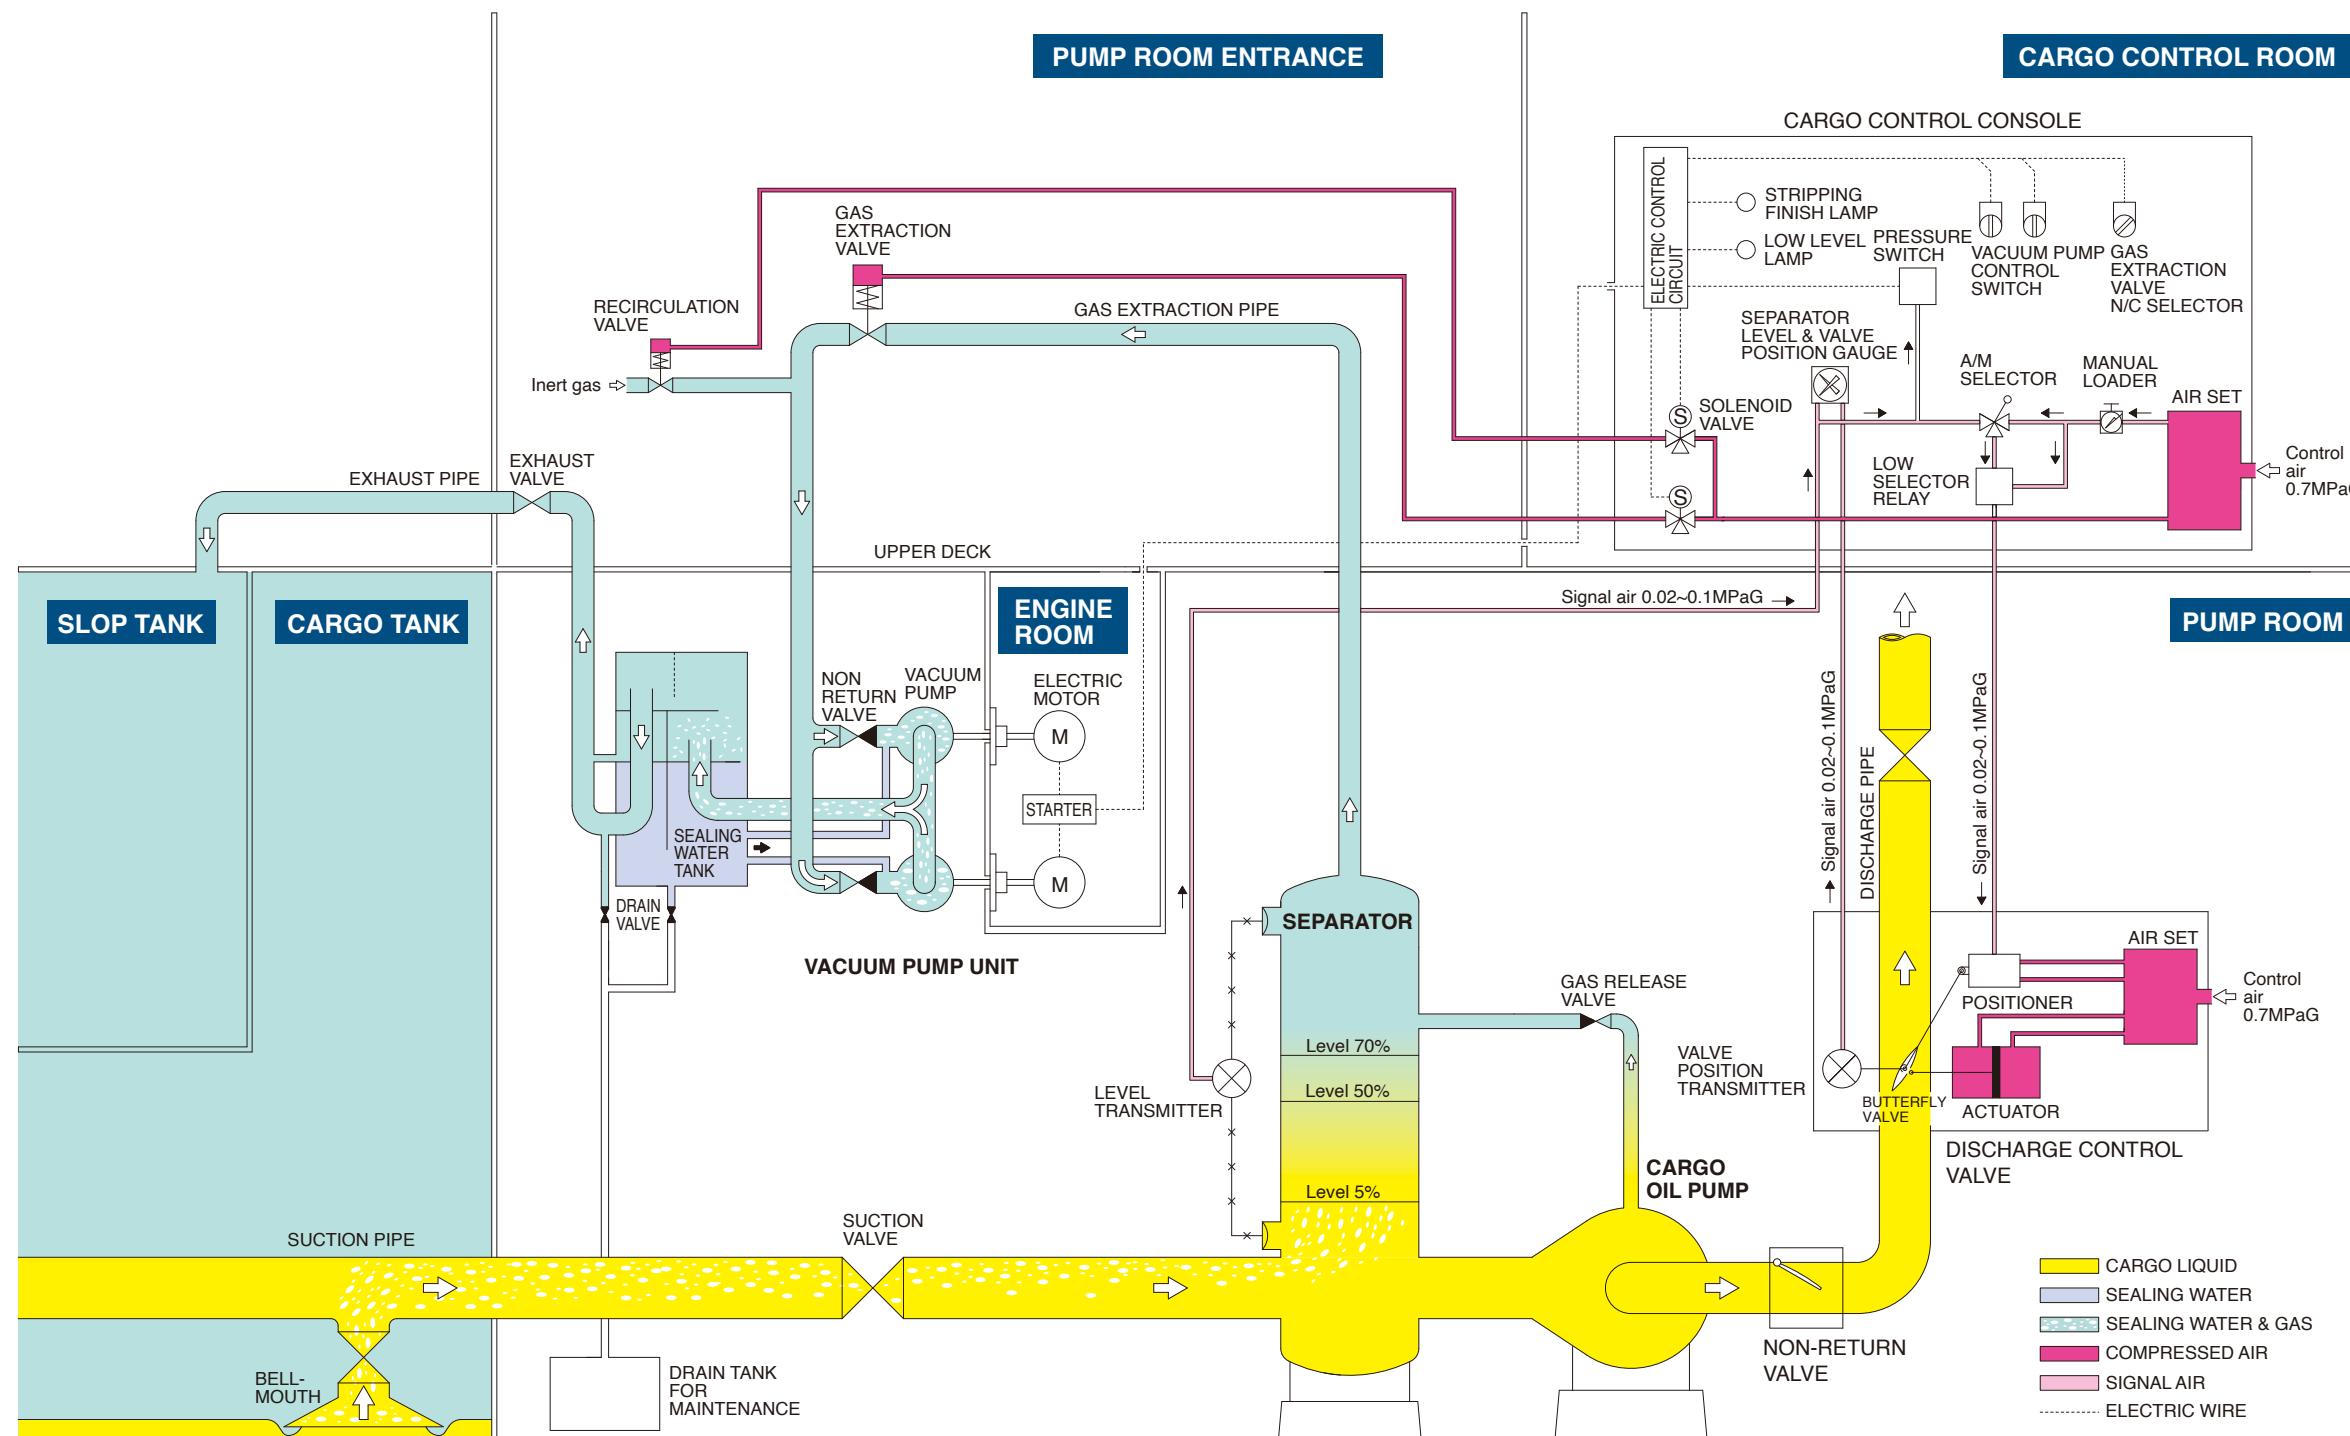 PUMP ROOM ENTRANCE
CARGO CONTROL ROOM
CARGO CONTROL CONSOLE
ELECTRIC CONTROL
CIRCUIT
STRIPPING
FINISH LAMP
LOW LEVEL
LAMP
PRESSURE
SWITCH
VACUUM PUMP
CONTROL
SWITCH
GAS
EXTRACTION
VALVE
N/C SELECTOR
GAS
EXTRACTION
VALVE
RECIRCULATION
VALVE
GAS EXTRACTION PIPE
SEPARATOR
LEVEL & VALVE
POSITION GAUGE
A/M
SELECTOR
MANUAL
LOADER
AIR SET
Inert gas
S
SOLENOID
VALVE
S
LOW
SELECTOR
RELAY
Control
air
EXHAUST PIPE
EXHAUST
VALVE
UPPER DECK
SLOP TANK
CARGO TANK
ENGINE
ROOM
Signal air 0.02~0.1MPaG
PUMP ROOM
NON
RETURN
VALVE
VACUUM
PUMP
ELECTRIC
MOTOR
M
STARTER
M
SEALING
WATER
TANK
DRAIN
VALVE
VACUUM PUMP UNIT
Signal air 0.02~0.1MPaG
DISCHARGE PIPE
Signal air 0.02~0.1MPaG
SEPARATOR
GAS RELEASE
VALVE
AIR SET
POSITIONER
Control
air
0.7MPaG
Level 70%
Level 50%
Level 5%
LEVEL
TRANSMITTER
VALVE
POSITION
TRANSMITTER
BUTTERFLY
VALVE
ACTUATOR
DISCHARGE CONTROL
VALVE
CARGO
OIL PUMP
SUCTION PIPE
SUCTION
VALVE
BELL-
MOUTH
DRAIN TANK
FOR
MAINTENANCE
NON-RETURN
VALVE
CARGO LIQUID
SEALING WATER
SEALING WATER & GAS
COMPRESSED AIR
SIGNAL AIR
ELECTRIC WIRE